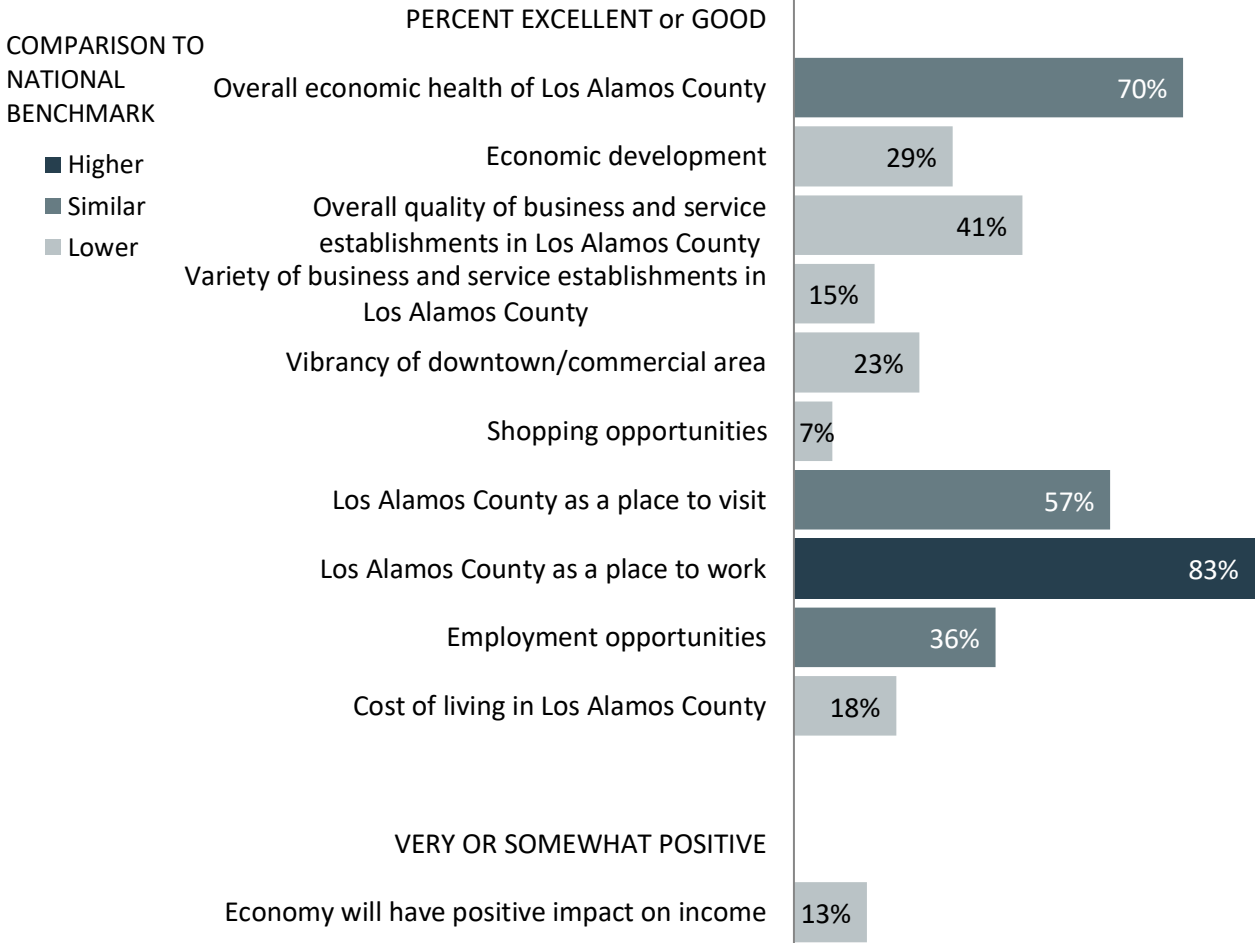 PERCENT EXCELLENT or GOOD
COMPARISON TO
NATIONAL
BENCHMARK
Higher
Similar
Lower
Overall economic health of Los Alamos County
70%
Economic development
29%
Overall quality of business and service
establishments in Los Alamos County
41%
Variety of business and service establishments in
Los Alamos County
15%
Vibrancy of downtown/commercial area
23%
Shopping opportunities
7%
Los Alamos County as a place to visit
57%
Los Alamos County as a place to work
83%
Employment opportunities
36%
Cost of living in Los Alamos County
18%
VERY OR SOMEWHAT POSITIVE
Economy will have positive impact on income
13%